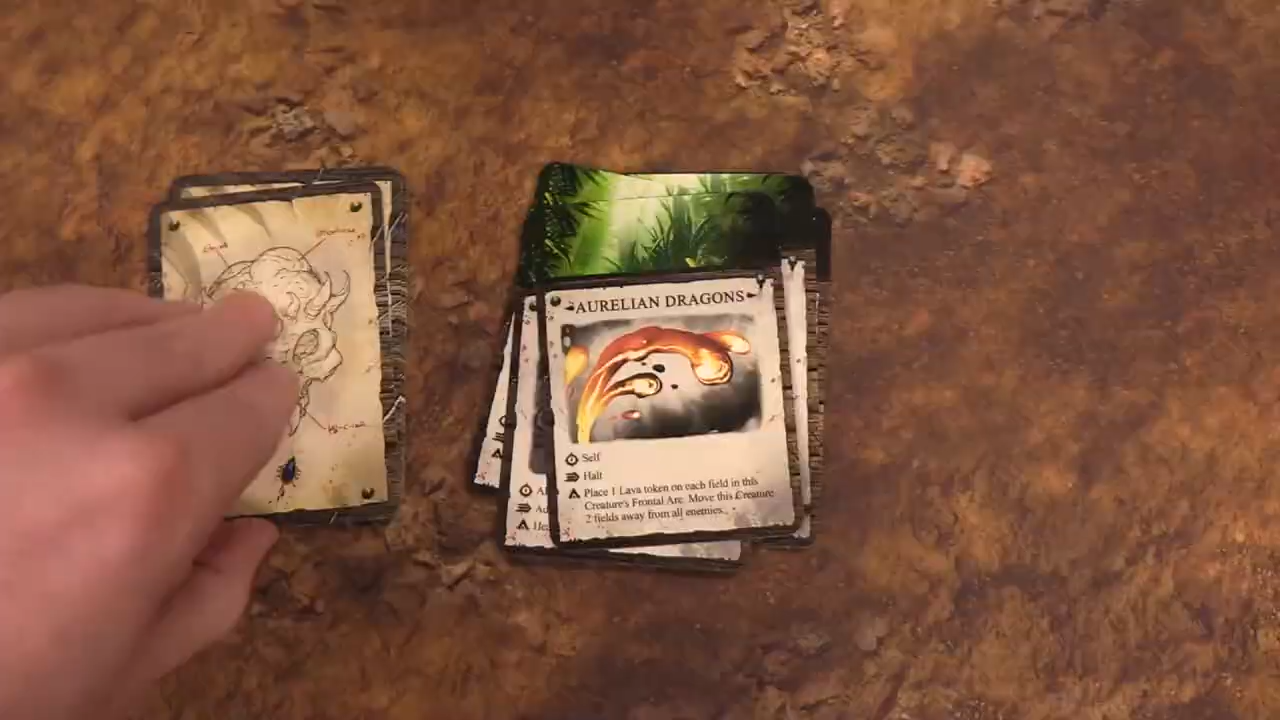 AURELIAN DRAGONS
Self
Halt
Place 1 Lava token on each field in this
Creature's Frontal Arc. Move this Creature
2 fields away from all enemies.